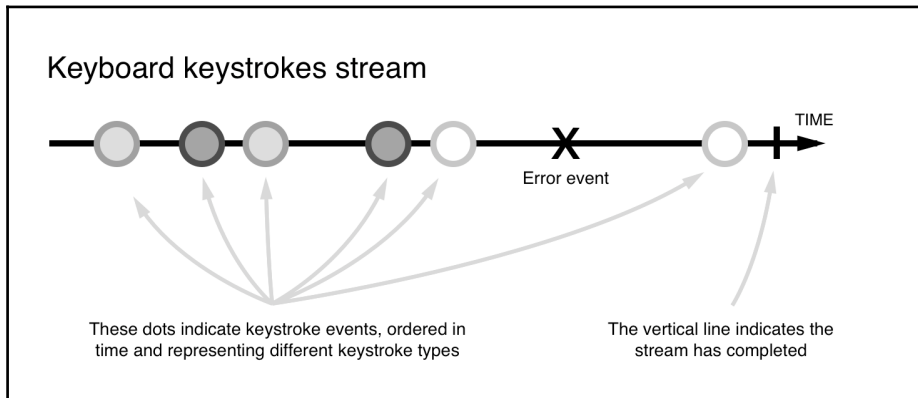 Keyboard keystrokes stream
TIME
Error event
These dots indicate keystroke events, ordered in
time and representing different keystroke types
The vertical line indicates the
stream has completed